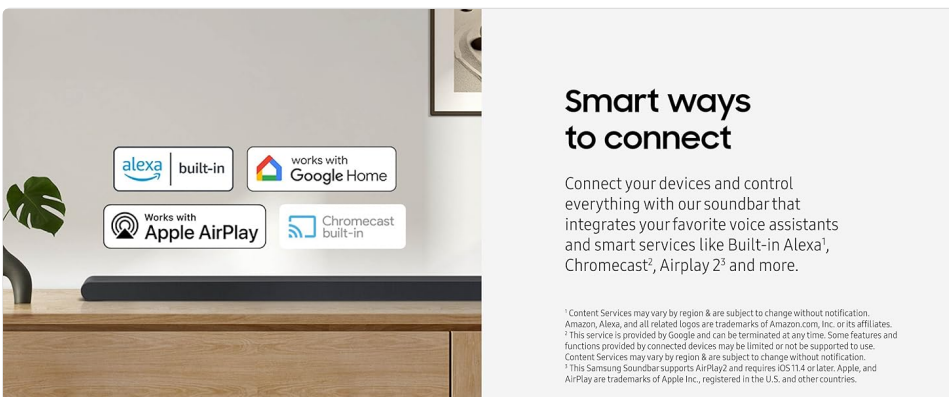 alexa built-in
works with
Google Home
Works with
Apple AirPlay
Chromecast
built-in
Smart ways
to connect
Connect your devices and control
everything with our soundbar that
integrates your favorite voice assistants
and smart services like Built-in Alexa¹,
Chromecast², Airplay 2³ and more.
¹ Content Services may vary by region & are subject to change without notification.
Amazon, Alexa, and all related logos are trademarks of Amazon.com, Inc. or its affiliates.
² This service is provided by Google and can be terminated at any time. Some features and
functions provided by connected devices may be limited or not be supported to use.
Content Services may vary by region & are subject to change without notification.
³ This Samsung Soundbar supports AirPlay2 and requires iOS 11.4 or later. Apple, and
AirPlay are trademarks of Apple Inc., registered in the U.S. and other countries.